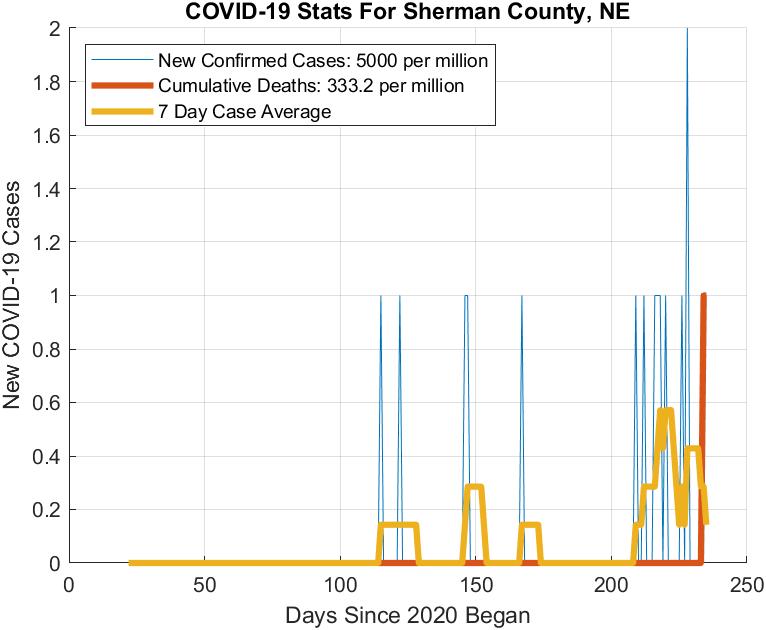 COVID-19 Stats For Sherman County, NE
New Confirmed Cases: 5000 per million
Cumulative Deaths: 333.2 per million
7 Day Case Average
New COVID-19 Cases
2
1.8
1.6
1.4
1.2
1
0.8
0.6
0.4
0.2
0
0 50 100 150 200 250
Days Since 2020 Began